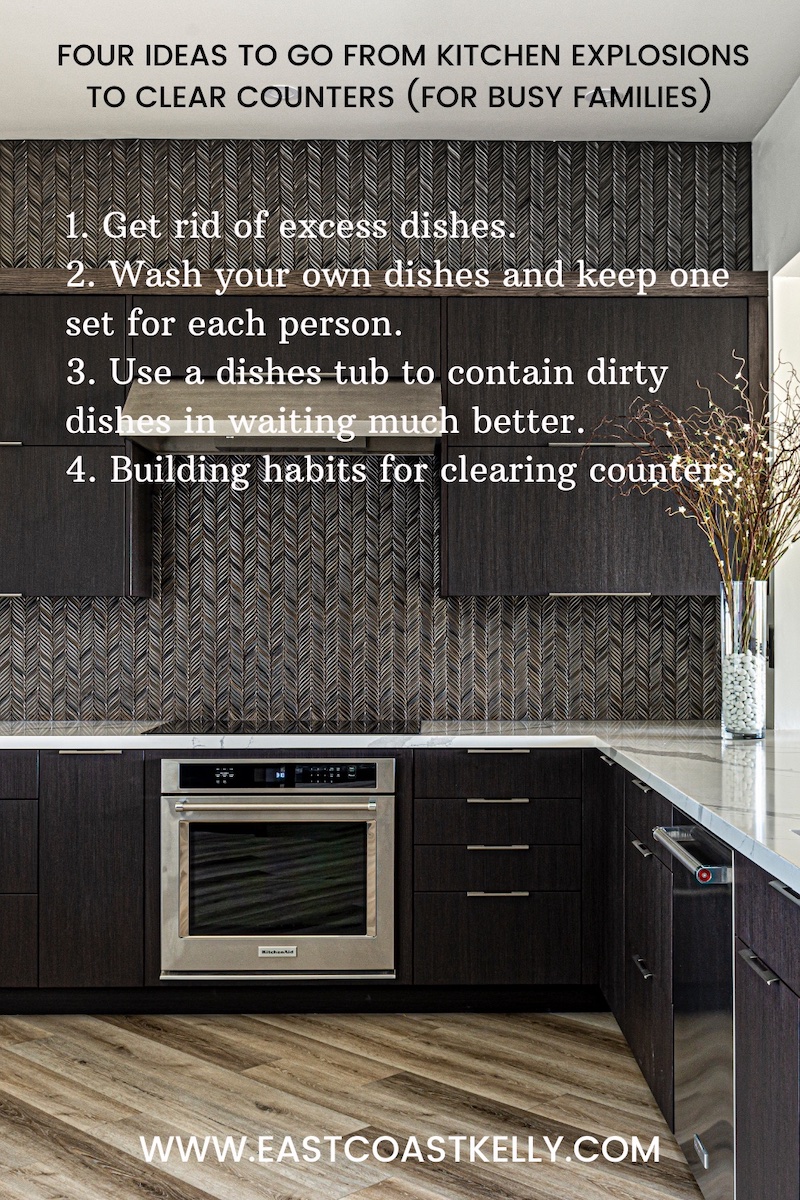 FOUR IDEAS TO GO FROM KITCHEN EXPLOSIONS
TO CLEAR COUNTERS (FOR BUSY FAMILIES)
1. Get rid of excess dishes.
2. Wash your own dishes and keep one
set for each person.
3. Use a dishes tub to contain dirty
dishes in waiting much better.
4. Building habits for clearing counters.
KitchenAid
WWW.EASTCOASTKELLY.COM